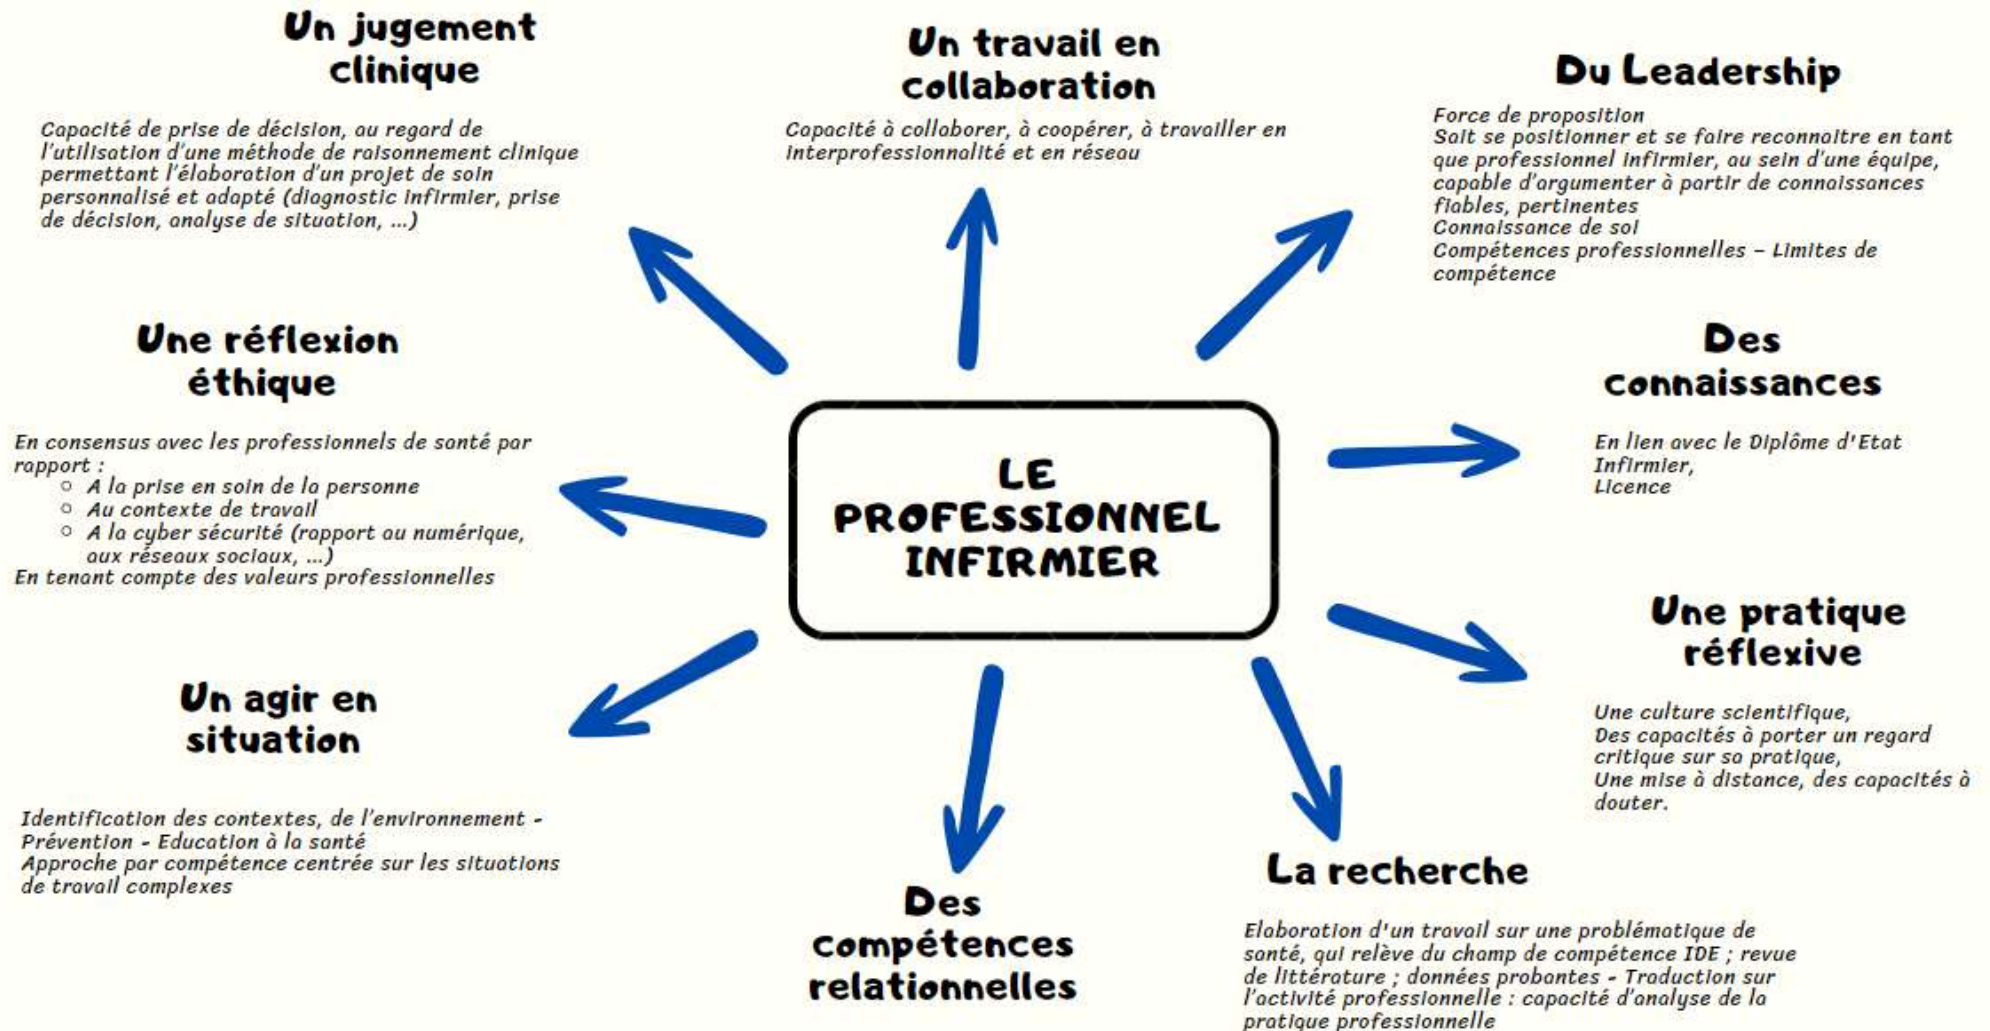 Un jugement
clinique
Capacité de prise de décision, au regard de
l'utilisation d'une méthode de raisonnement clinique
permettant l'élaboration d'un projet de soin
personnalisé et adapté (diagnostic infirmier, prise
de décision, analyse de situation, ...)
Un travail en
collaboration
Capacité à collaborer, à coopérer, à travailler en
interprofessionnalité et en réseau
Du Leadership
Force de proposition
Sait se positionner et se faire reconnaitre en tant
que professionnel infirmier, au sein d'une équipe,
capable d'argumenter à partir de connaissances
fiables, pertinentes
Connaissance de soi
Compétences professionnelles – Limites de
compétence
Une réflexion
éthique
En consensus avec les professionnels de santé par
rapport :
○ A la prise en soin de la personne
○ Au contexte de travail
○ A la cyber sécurité (rapport au numérique,
aux réseaux sociaux, ...)
En tenant compte des valeurs professionnelles
LE
PROFESSIONNEL
INFIRMIER
Des
connaissances
En lien avec le Diplôme d'Etat
Infirmier,
Licence
Une pratique
réflexive
Une culture scientifique,
Des capacités à porter un regard
critique sur sa pratique,
Une mise à distance, des capacités à
douter.
Un agir en
situation
Identification des contextes, de l'environnement -
Prévention - Education à la santé
Approche par compétence centrée sur les situations
de travail complexes
Des
compétences
relationnelles
La recherche
Elaboration d'un travail sur une problématique de
santé, qui relève du champ de compétence IDE ; revue
de littérature ; données probantes - Traduction sur
l'activité professionnelle : capacité d'analyse de la
pratique professionnelle